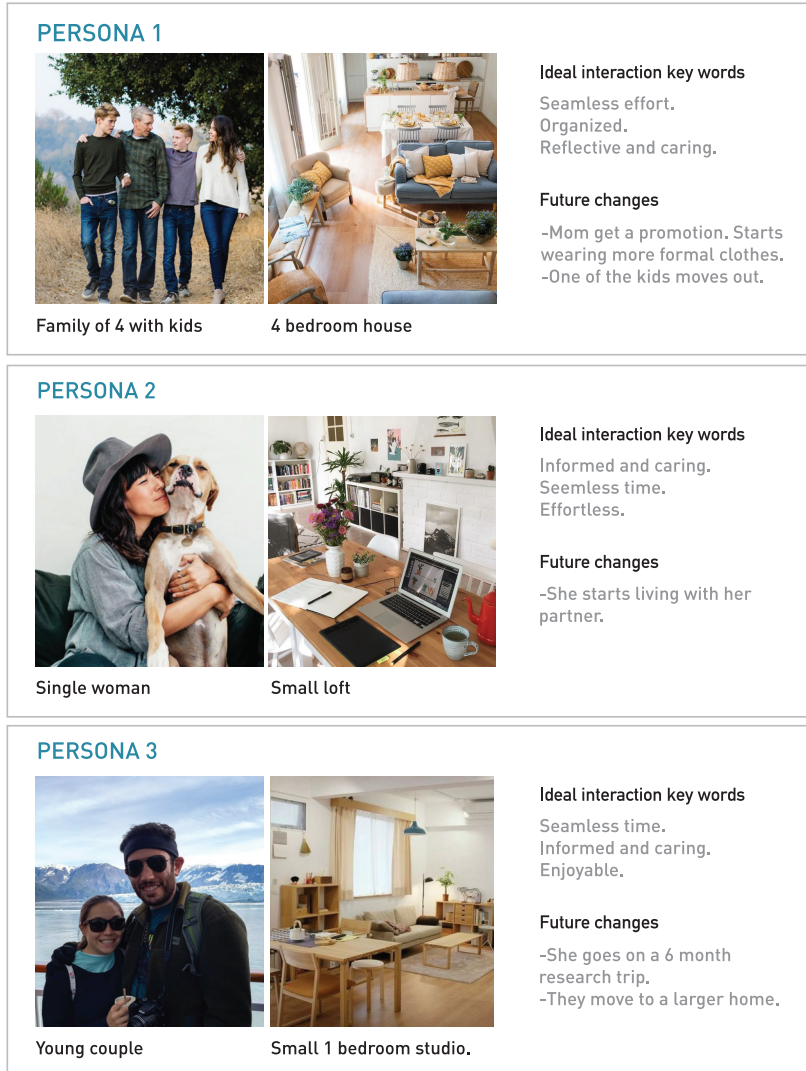 PERSONA 1
Ideal interaction key words
Seamless effort.
Organized.
Reflective and caring.
Future changes
-Mom get a promotion. Starts
wearing more formal clothes.
-One of the kids moves out.
Family of 4 with kids
4 bedroom house
PERSONA 2
Ideal interaction key words
Informed and caring.
Seemless time.
Effortless.
Future changes
-She starts living with her
partner.
Single woman
Small loft
PERSONA 3
Ideal interaction key words
Seamless time.
Informed and caring.
Enjoyable.
Future changes
-She goes on a 6 month
research trip.
-They move to a larger home.
Young couple
Small 1 bedroom studio.